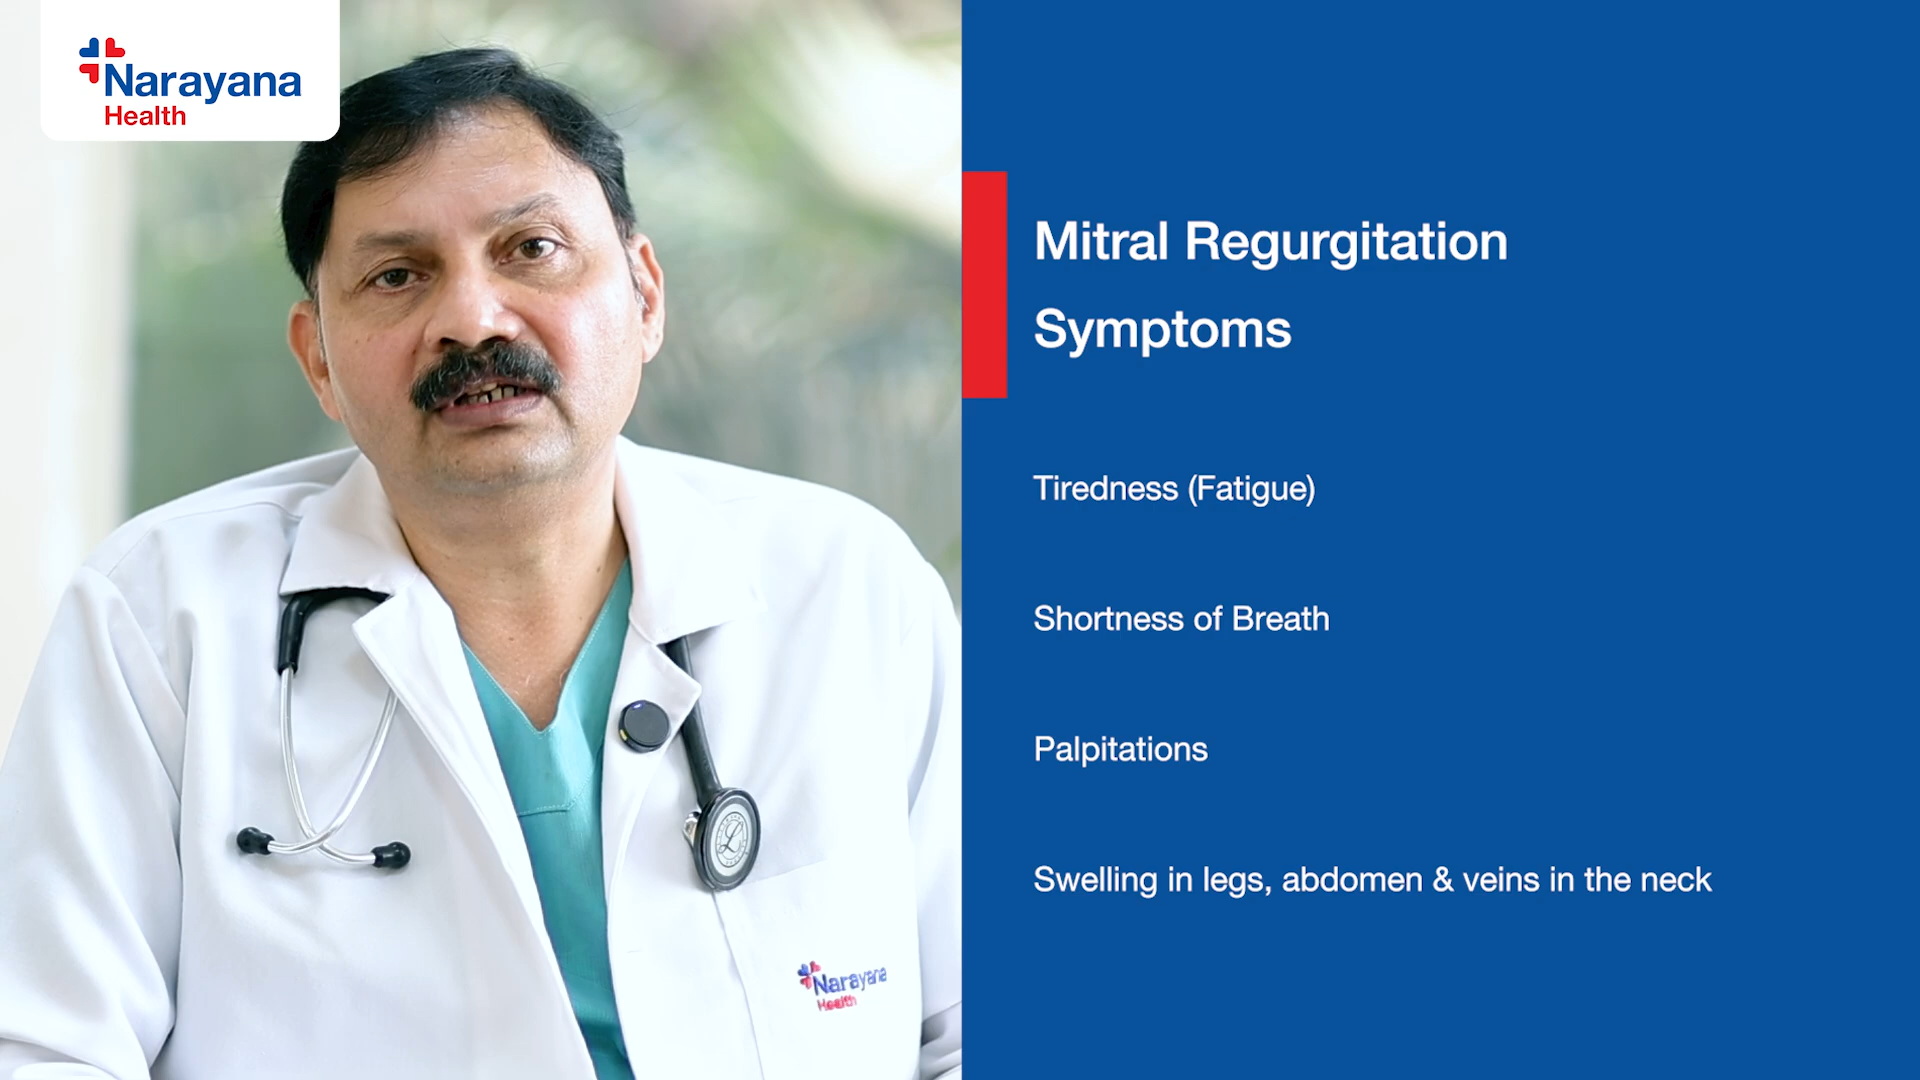 Narayana
Health
Mitral Regurgitation
Symptoms
Tiredness (Fatigue)
Shortness of Breath
Palpitations
Swelling in legs, abdomen & veins in the neck
Narayana
Health